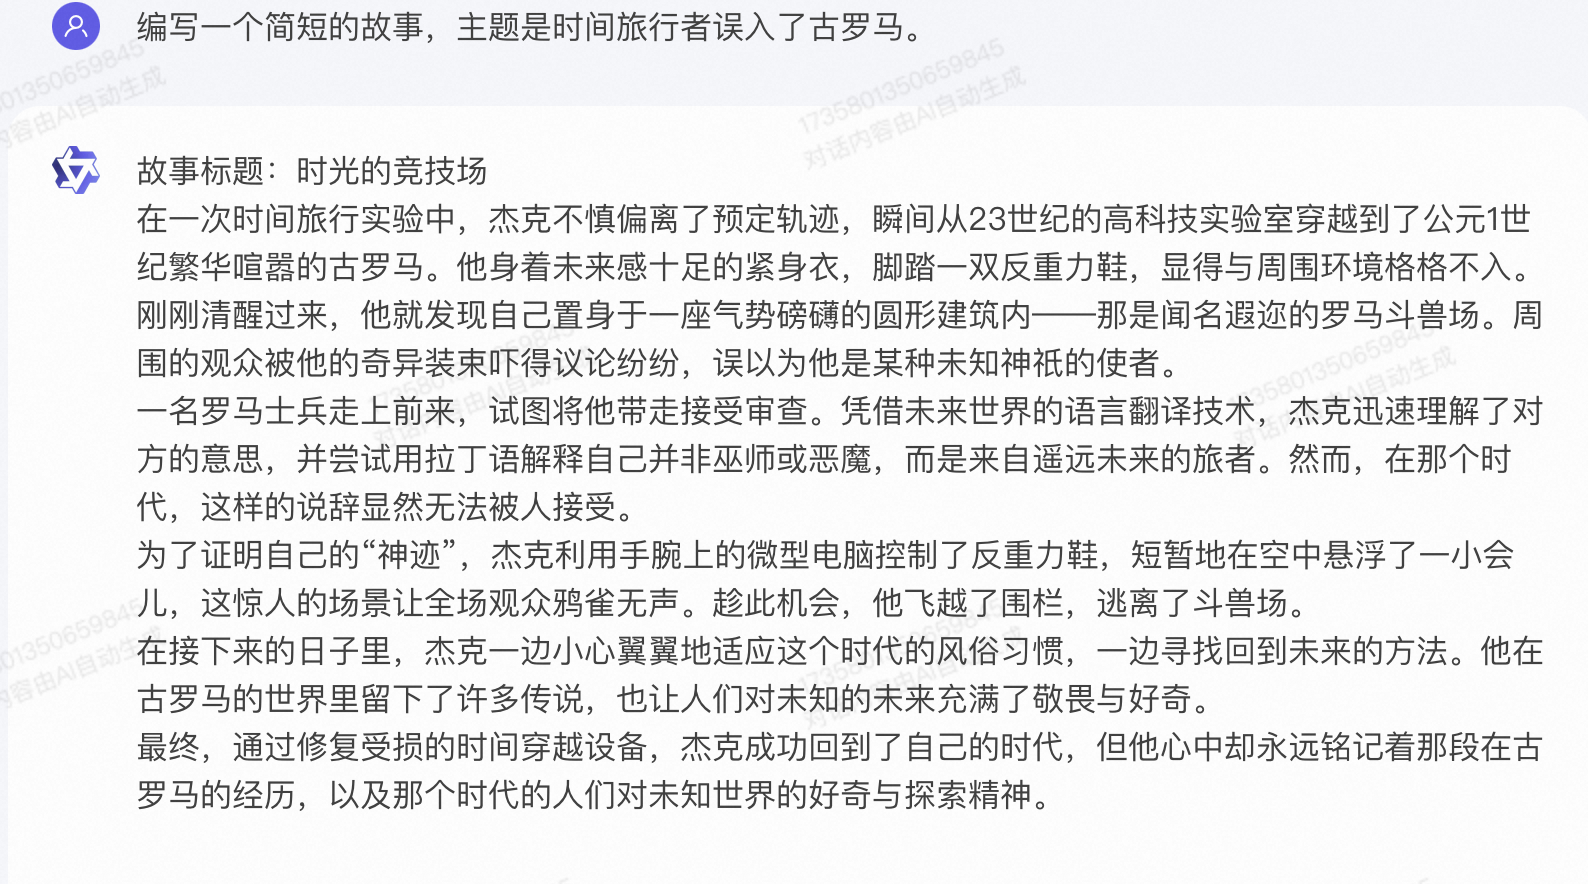 编写一个简短的故事，主题是时间旅行者误入了古罗马。
故事标题：时光的竞技场
在一次时间旅行实验中，杰克不慎偏离了预定轨迹，瞬间从23世纪的高科技实验室穿越到了公元1世
纪繁华喧嚣的古罗马。他身着未来感十足的紧身衣，脚踏一双反重力鞋，显得与周围环境格格不入。
刚刚清醒过来，他就发现自己置身于一座气势磅礴的圆形建筑内——那是闻名遐迩的罗马斗兽场。周
围的观众被他的奇异装束吓得议论纷纷，误以为他是某种未知神祇的使者。
一名罗马士兵走上前来，试图将他带走接受审查。凭借未来世界的语言翻译技术，杰克迅速理解了对
方的意思，并尝试用拉丁语解释自己并非巫师或恶魔，而是来自遥远未来的旅者。然而，在那个时
代，这样的说辞显然无法被人接受。
为了证明自己的“神迹”，杰克利用手腕上的微型电脑控制了反重力鞋，短暂地在空中悬浮了一小会
儿，这惊人的场景让全场观众鸦雀无声。趁此机会，他飞越了围栏，逃离了斗兽场。
在接下来的日子里，杰克一边小心翼翼地适应这个时代的风俗习惯，一边寻找回到未来的方法。他在
古罗马的世界里留下了许多传说，也让人们对未知的未来充满了敬畏与好奇。
最终，通过修复受损的时间穿越设备，杰克成功回到了自己的时代，但他心中却永远铭记着那段在古
罗马的经历，以及那个时代的人们对未知世界的好奇与探索精神。
1735801350659845
对话内容由AI自动生成